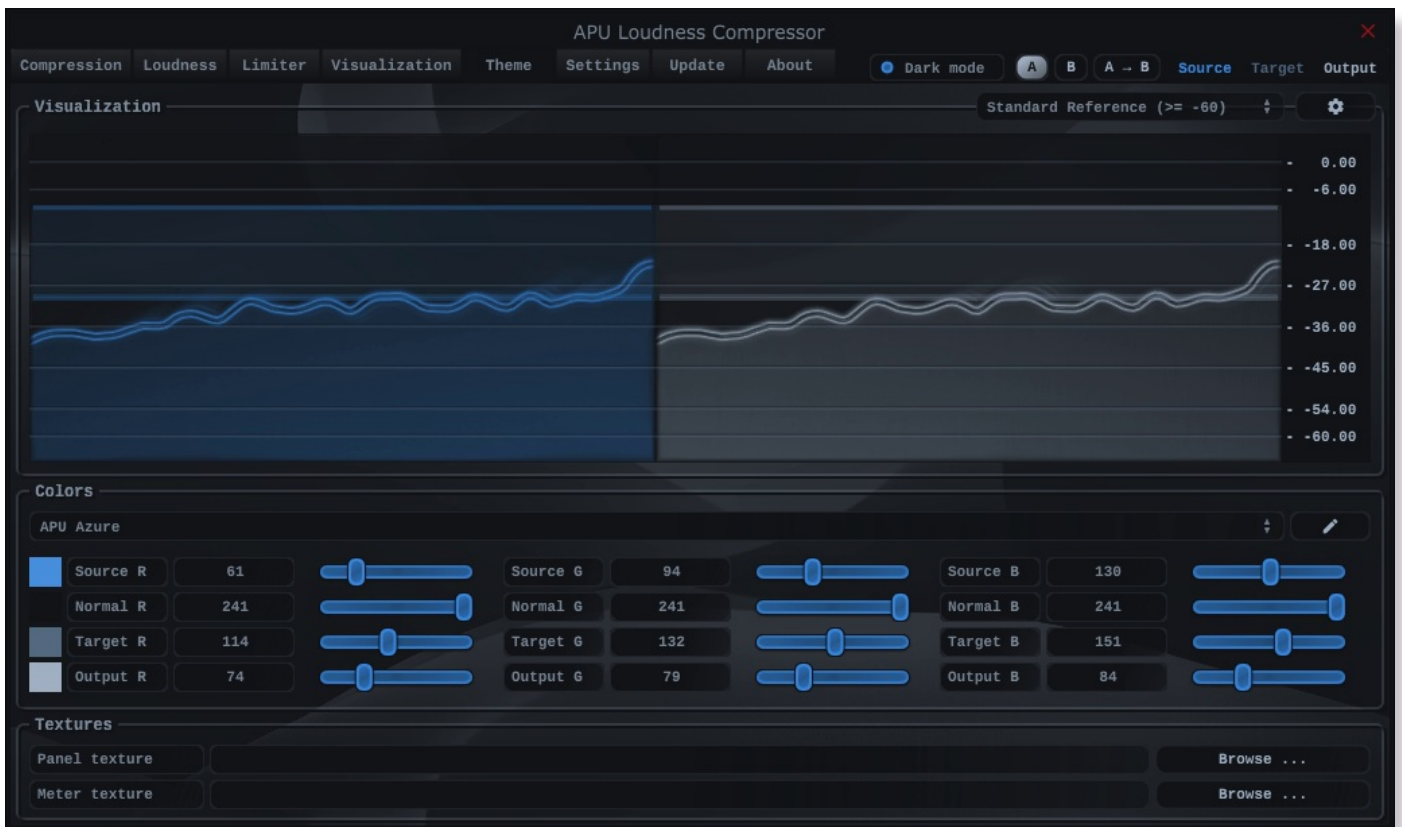 APU Loudness Compressor
Compression Loudness Limiter Visualization Theme Settings Update About Dark mode A B A → B Source Target Output
Visualization Standard Reference (>= -60)
- 0.00
- -6.00
- -18.00
- -27.00
- -36.00
- -45.00
- -54.00
- -60.00
Colors
APU Azure
Source R 61 Source G 94 Source B 130
Normal R 241 Normal G 241 Normal B 241
Target R 114 Target G 132 Target B 151
Output R 74 Output G 79 Output B 84
Textures
Panel texture Browse ...
Meter texture Browse ...